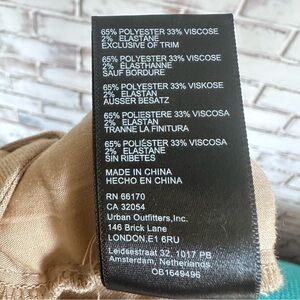 65% POLYESTER 33% VISCOSE
2% ELASTANE
EXCLUSIVE OF TRIM
65% POLYESTER 33% VISCOSE
2% ELASTHANNE
SAUF BORDURE
65% POLYESTER 33% VISKOSE
2% ELASTAN
AUSSER BESATZ
65% POLIESTERE 33% VISCOSA
2% ELASTAN
TRANNE LA FINITURA
65% POLIÉSTER 33% VISCOSA
2% ELASTANE
SIN RIBETES
MADE IN CHINA
HECHO EN CHINA
RN 66170
CA 32054
Urban Outfitters,Inc.
146 Brick Lane
LONDON.E1 6RU
Leidsestraat 32, 1017 PB
Amsterdam, Netherlands
OB1649496